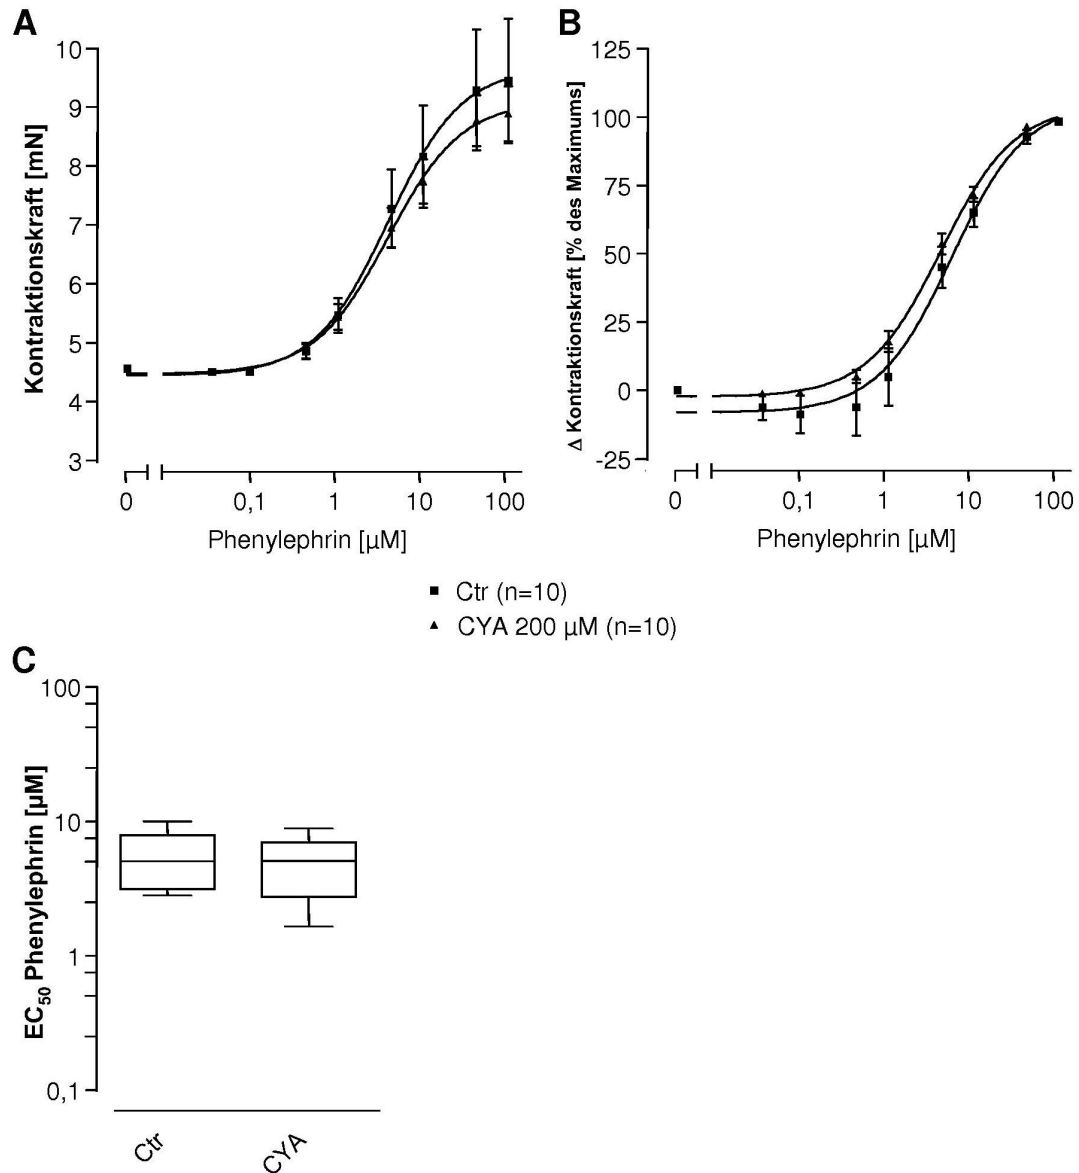 A
10
9
8
7
6
5
4
3
Kontraktionskraft [mN]
0
0,1
1
10
100
Phenylephrin [µM]
B
125
100
75
50
25
0
-25
Δ Kontraktionskraft [% des Maximums]
0
0,1
1
10
100
Phenylephrin [µM]
Ctr (n=10)
CYA 200 µM (n=10)
C
100
10
1
0,1
EC50 Phenylephrin [µM]
Ctr
CYA